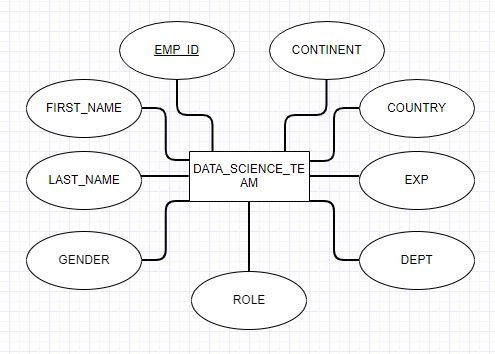 EMP_ID
CONTINENT
FIRST_NAME
COUNTRY
DATA_SCIENCE_TE
AM
LAST_NAME
EXP
GENDER
DEPT
ROLE